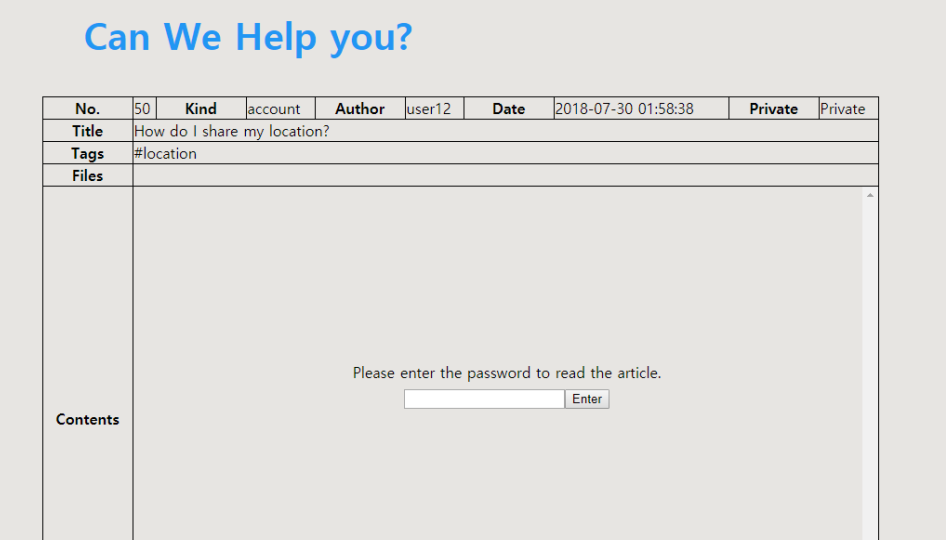 Can We Help you?
No. 50 Kind account Author user12 Date 2018-07-30 01:58:38 Private Private
Title How do I share my location?
Tags #location
Files
Please enter the password to read the article.
Enter
Contents